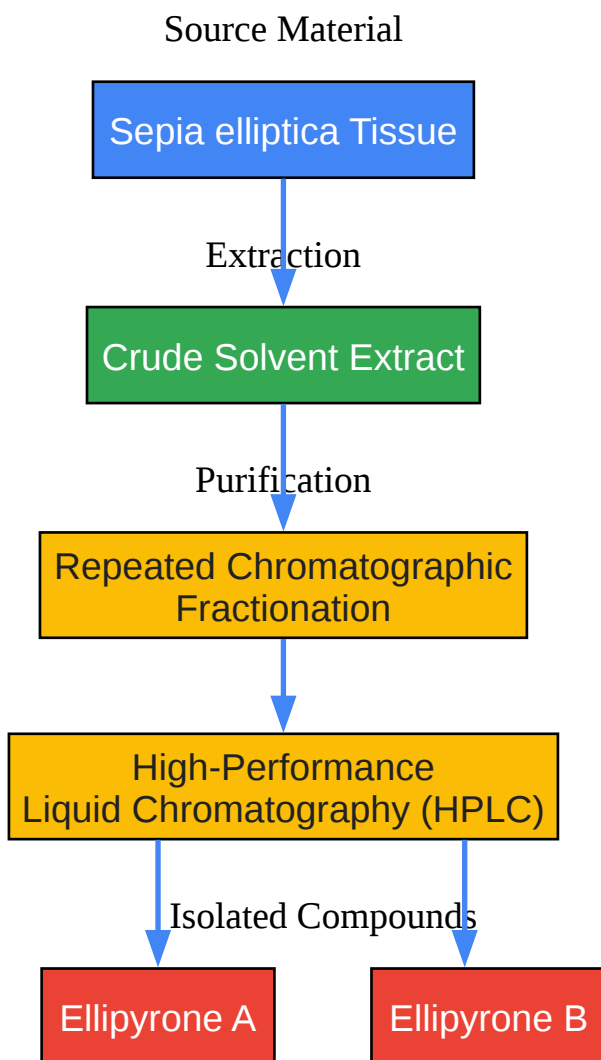 Source Material
Sepia elliptica Tissue
Extraction
Crude Solvent Extract
Purification
Repeated Chromatographic
Fractionation
High-Performance
Liquid Chromatography (HPLC)
Isolated Compounds
Ellipyrone A
Ellipyrone B